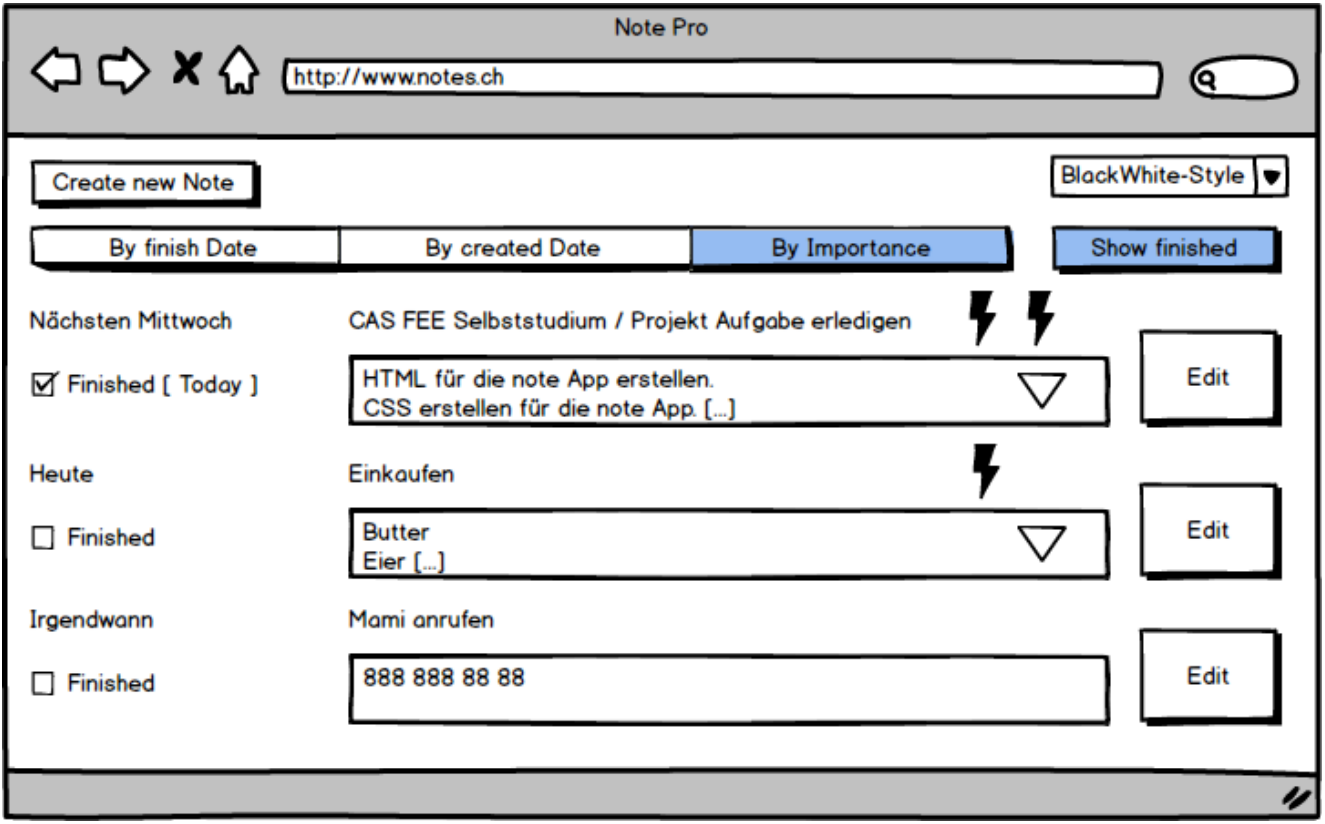 Note Pro
http://www.notes.ch
Create new Note
BlackWhite-Style
By finish Date
By created Date
By Importance
Show finished
Nächsten Mittwoch
CAS FEE Selbststudium / Projekt Aufgabe erledigen
Finished [ Today ]
HTML für die note App erstellen.
CSS erstellen für die note App. [...]
Edit
Heute
Einkaufen
Finished
Butter
Eier [...]
Edit
Irgendwann
Mami anrufen
Finished
888 888 88 88
Edit